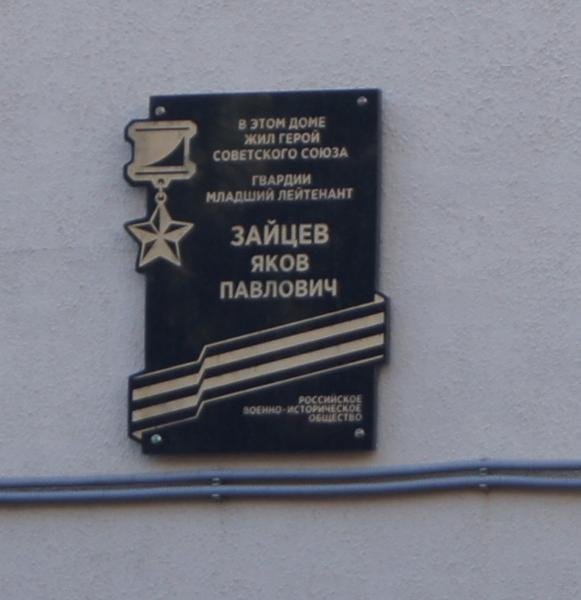 В ЭТОМ ДОМЕ
ЖИЛ ГЕРОЙ
СОВЕТСКОГО СОЮЗА
ГВАРДИИ
МЛАДШИЙ ЛЕЙТЕНАНТ
ЗАЙЦЕВ
ЯКОВ
ПАВЛОВИЧ
РОССИЙСКОЕ
ВОЕННО-ИСТОРИЧЕСКОЕ
ОБЩЕСТВО